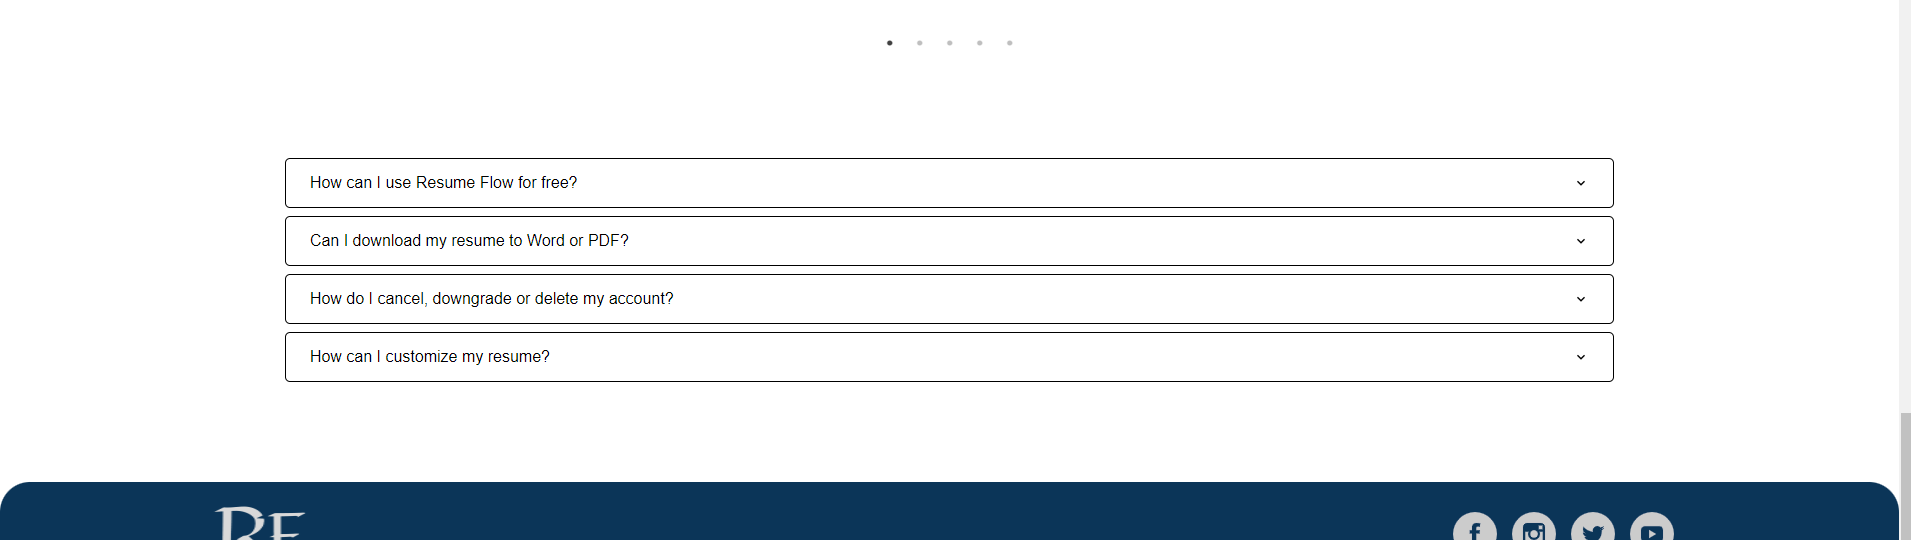 How can I use Resume Flow for free?
Can I download my resume to Word or PDF?
How do I cancel, downgrade or delete my account?
How can I customize my resume?
RF